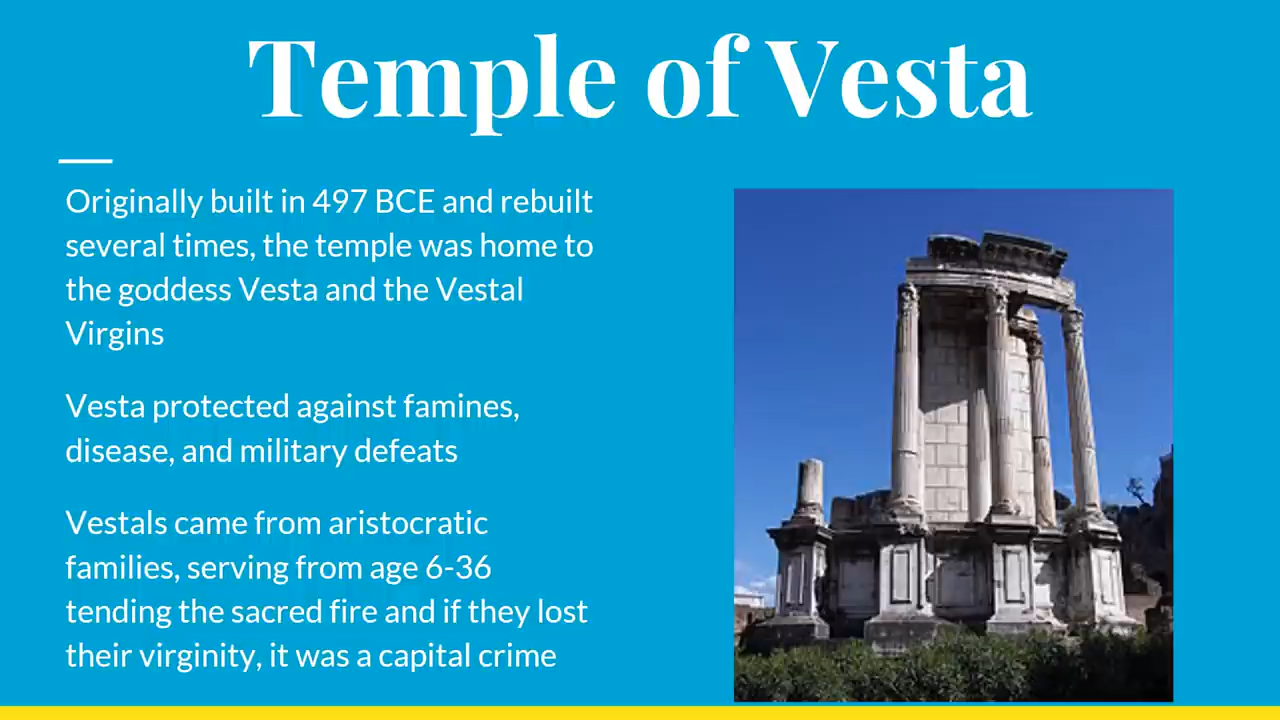 Temple of Vesta
Originally built in 497 BCE and rebuilt
several times, the temple was home to
the goddess Vesta and the Vestal
Virgins
Vesta protected against famines,
disease, and military defeats
Vestals came from aristocratic
families, serving from age 6-36
tending the sacred fire and if they lost
their virginity, it was a capital crime